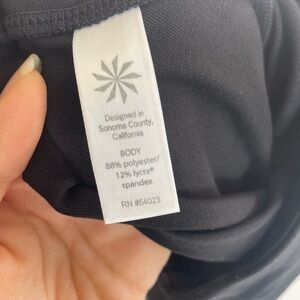 Designed in
Sonoma County,
California
BODY
88% polyester/
12% lycra®
spandex
RN #54023